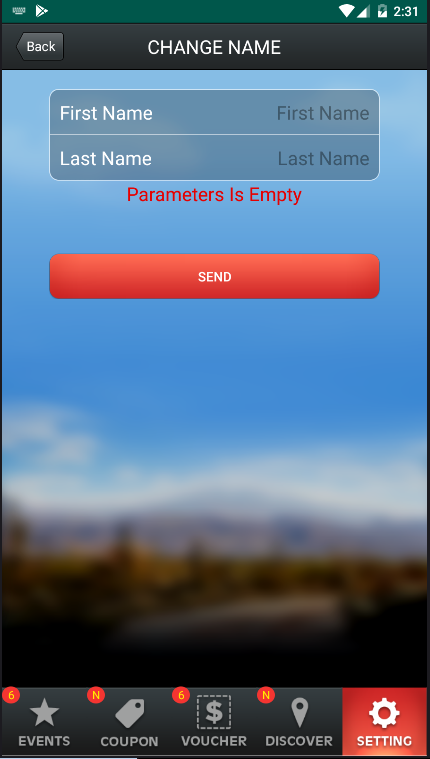 2:31
Back
CHANGE NAME
First Name First Name
Last Name Last Name
Parameters Is Empty
SEND
6 N 6 N
$
EVENTS COUPON VOUCHER DISCOVER SETTING